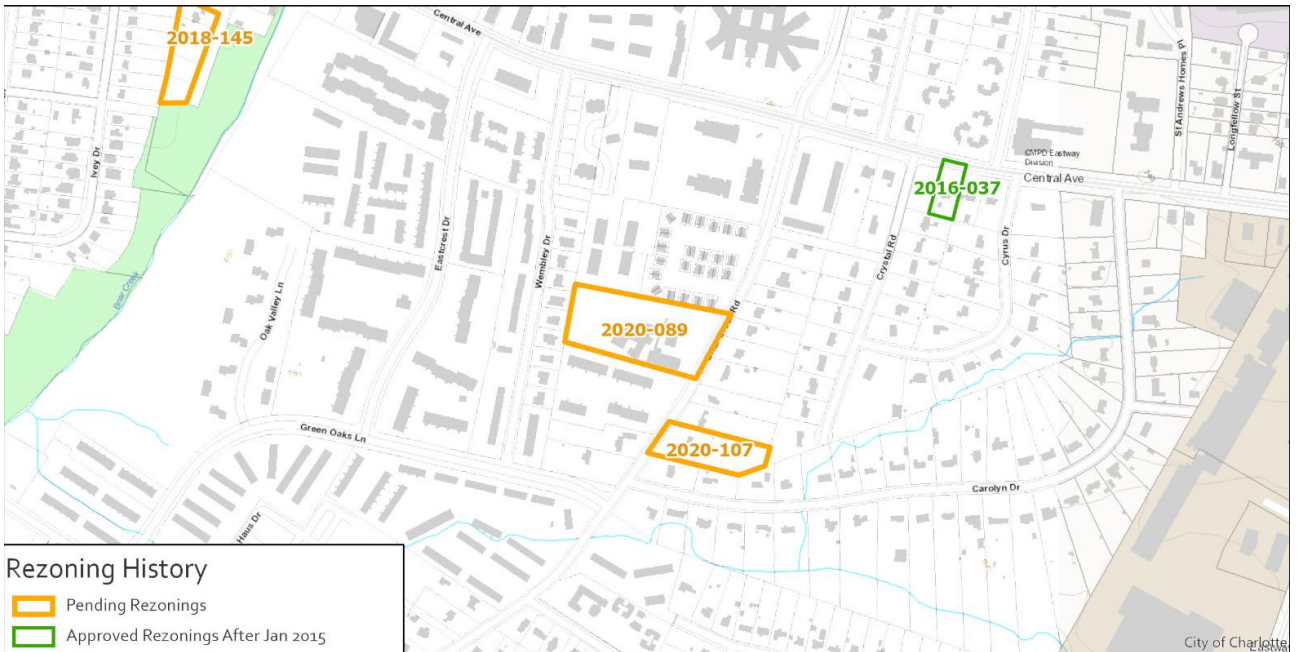 2018-145
Central Ave
Ivey Dr
Briar Creek
Oak Valley Ln
Eastcrest Dr
Wembley Dr
St Andrews Homes Pl
Longfellow St
CMPD Eastway
Division
Central Ave
2016-037
Crystal Rd
Cyrus Dr
2020-089
Rd
2020-107
Green Oaks Ln
Carolyn Dr
Haus Dr
Rezoning History
Pending Rezonings
Approved Rezonings After Jan 2015
City of Charlotte